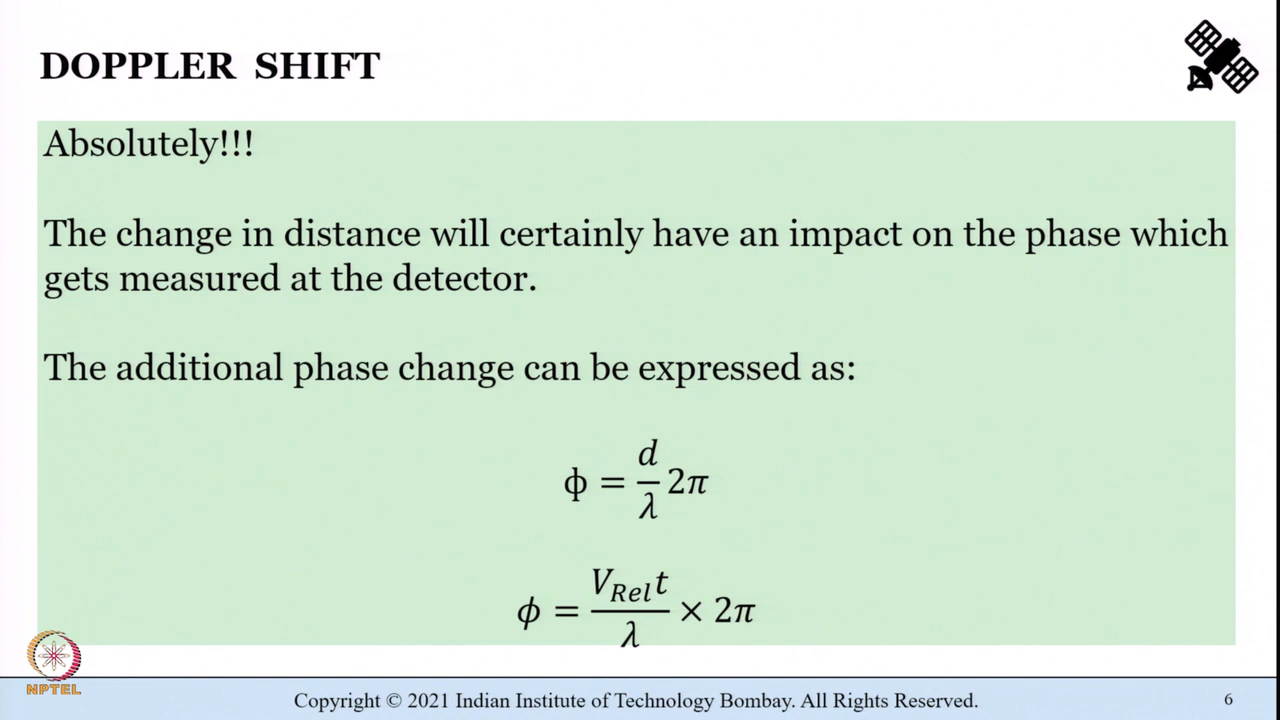 DOPPLER SHIFT
Absolutely!!!
The change in distance will certainly have an impact on the phase which
gets measured at the detector.
The additional phase change can be expressed as:
ϕ = d/λ 2π
ϕ = V_Rel t/λ × 2π
NPTEL
Copyright © 2021 Indian Institute of Technology Bombay. All Rights Reserved.
6